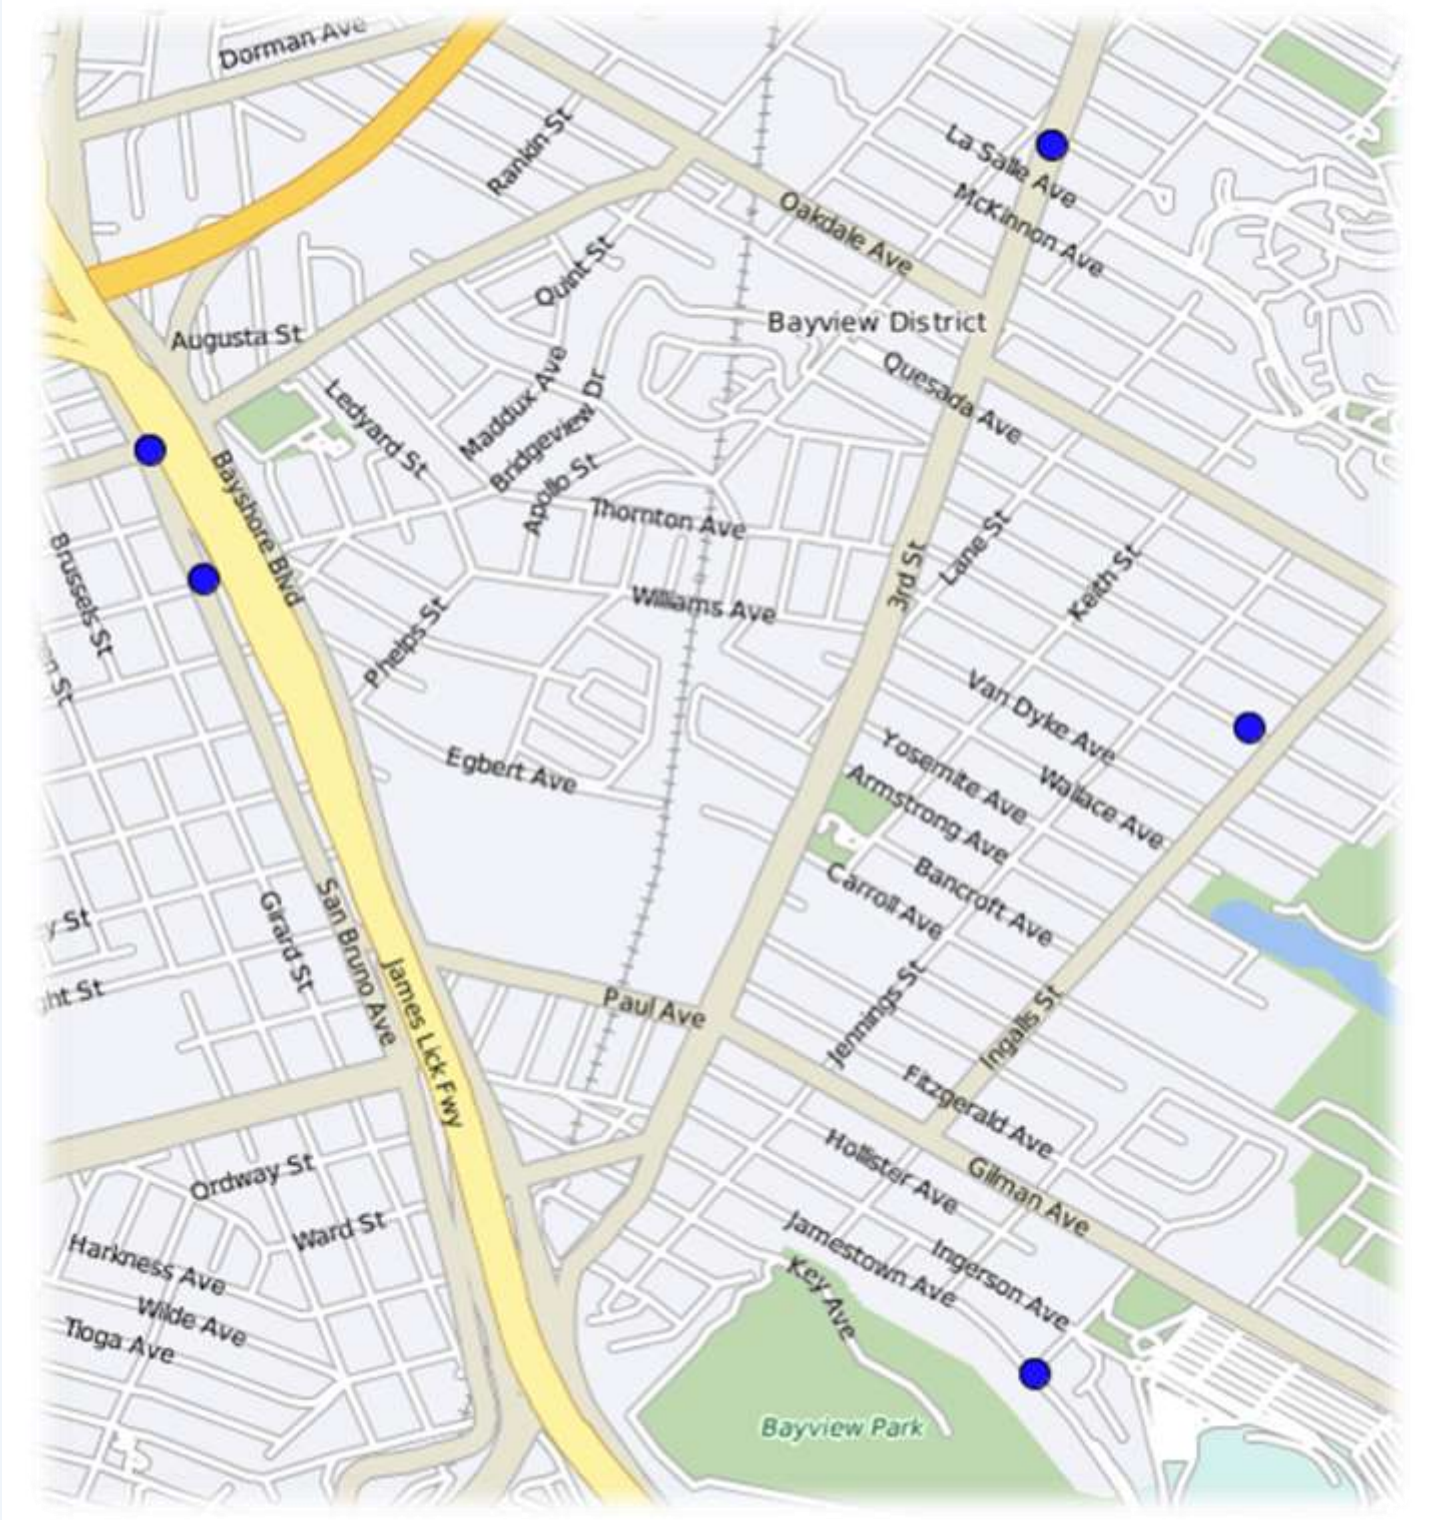 Dorman Ave
Rankin St
La Salle Ave
McKinnon Ave
Oakdale Ave
Quint St
Augusta St
Bayview District
Maddux Ave
Bridgeview Dr
Quesada Ave
Ledyard St
Apollo St
Bayshore Blvd
Thornton Ave
Lane St
Keith St
3rd St
Brussels St
Williams Ave
Phelps St
en St
Van Dyke Ave
Yosemite Ave
Wallace Ave
Egbert Ave
Armstrong Ave
Bancroft Ave
Carroll Ave
y St
Girard St
San Bruno Ave
ght St
James Lick Fwy
Paul Ave
Jennings St
Ingalls St
Fitzgerald Ave
Hollister Ave
Gilman Ave
Ordway St
Ward St
Jamestown Ave
Ingerson Ave
Harkness Ave
Key Ave
Wilde Ave
Tioga Ave
Bayview Park